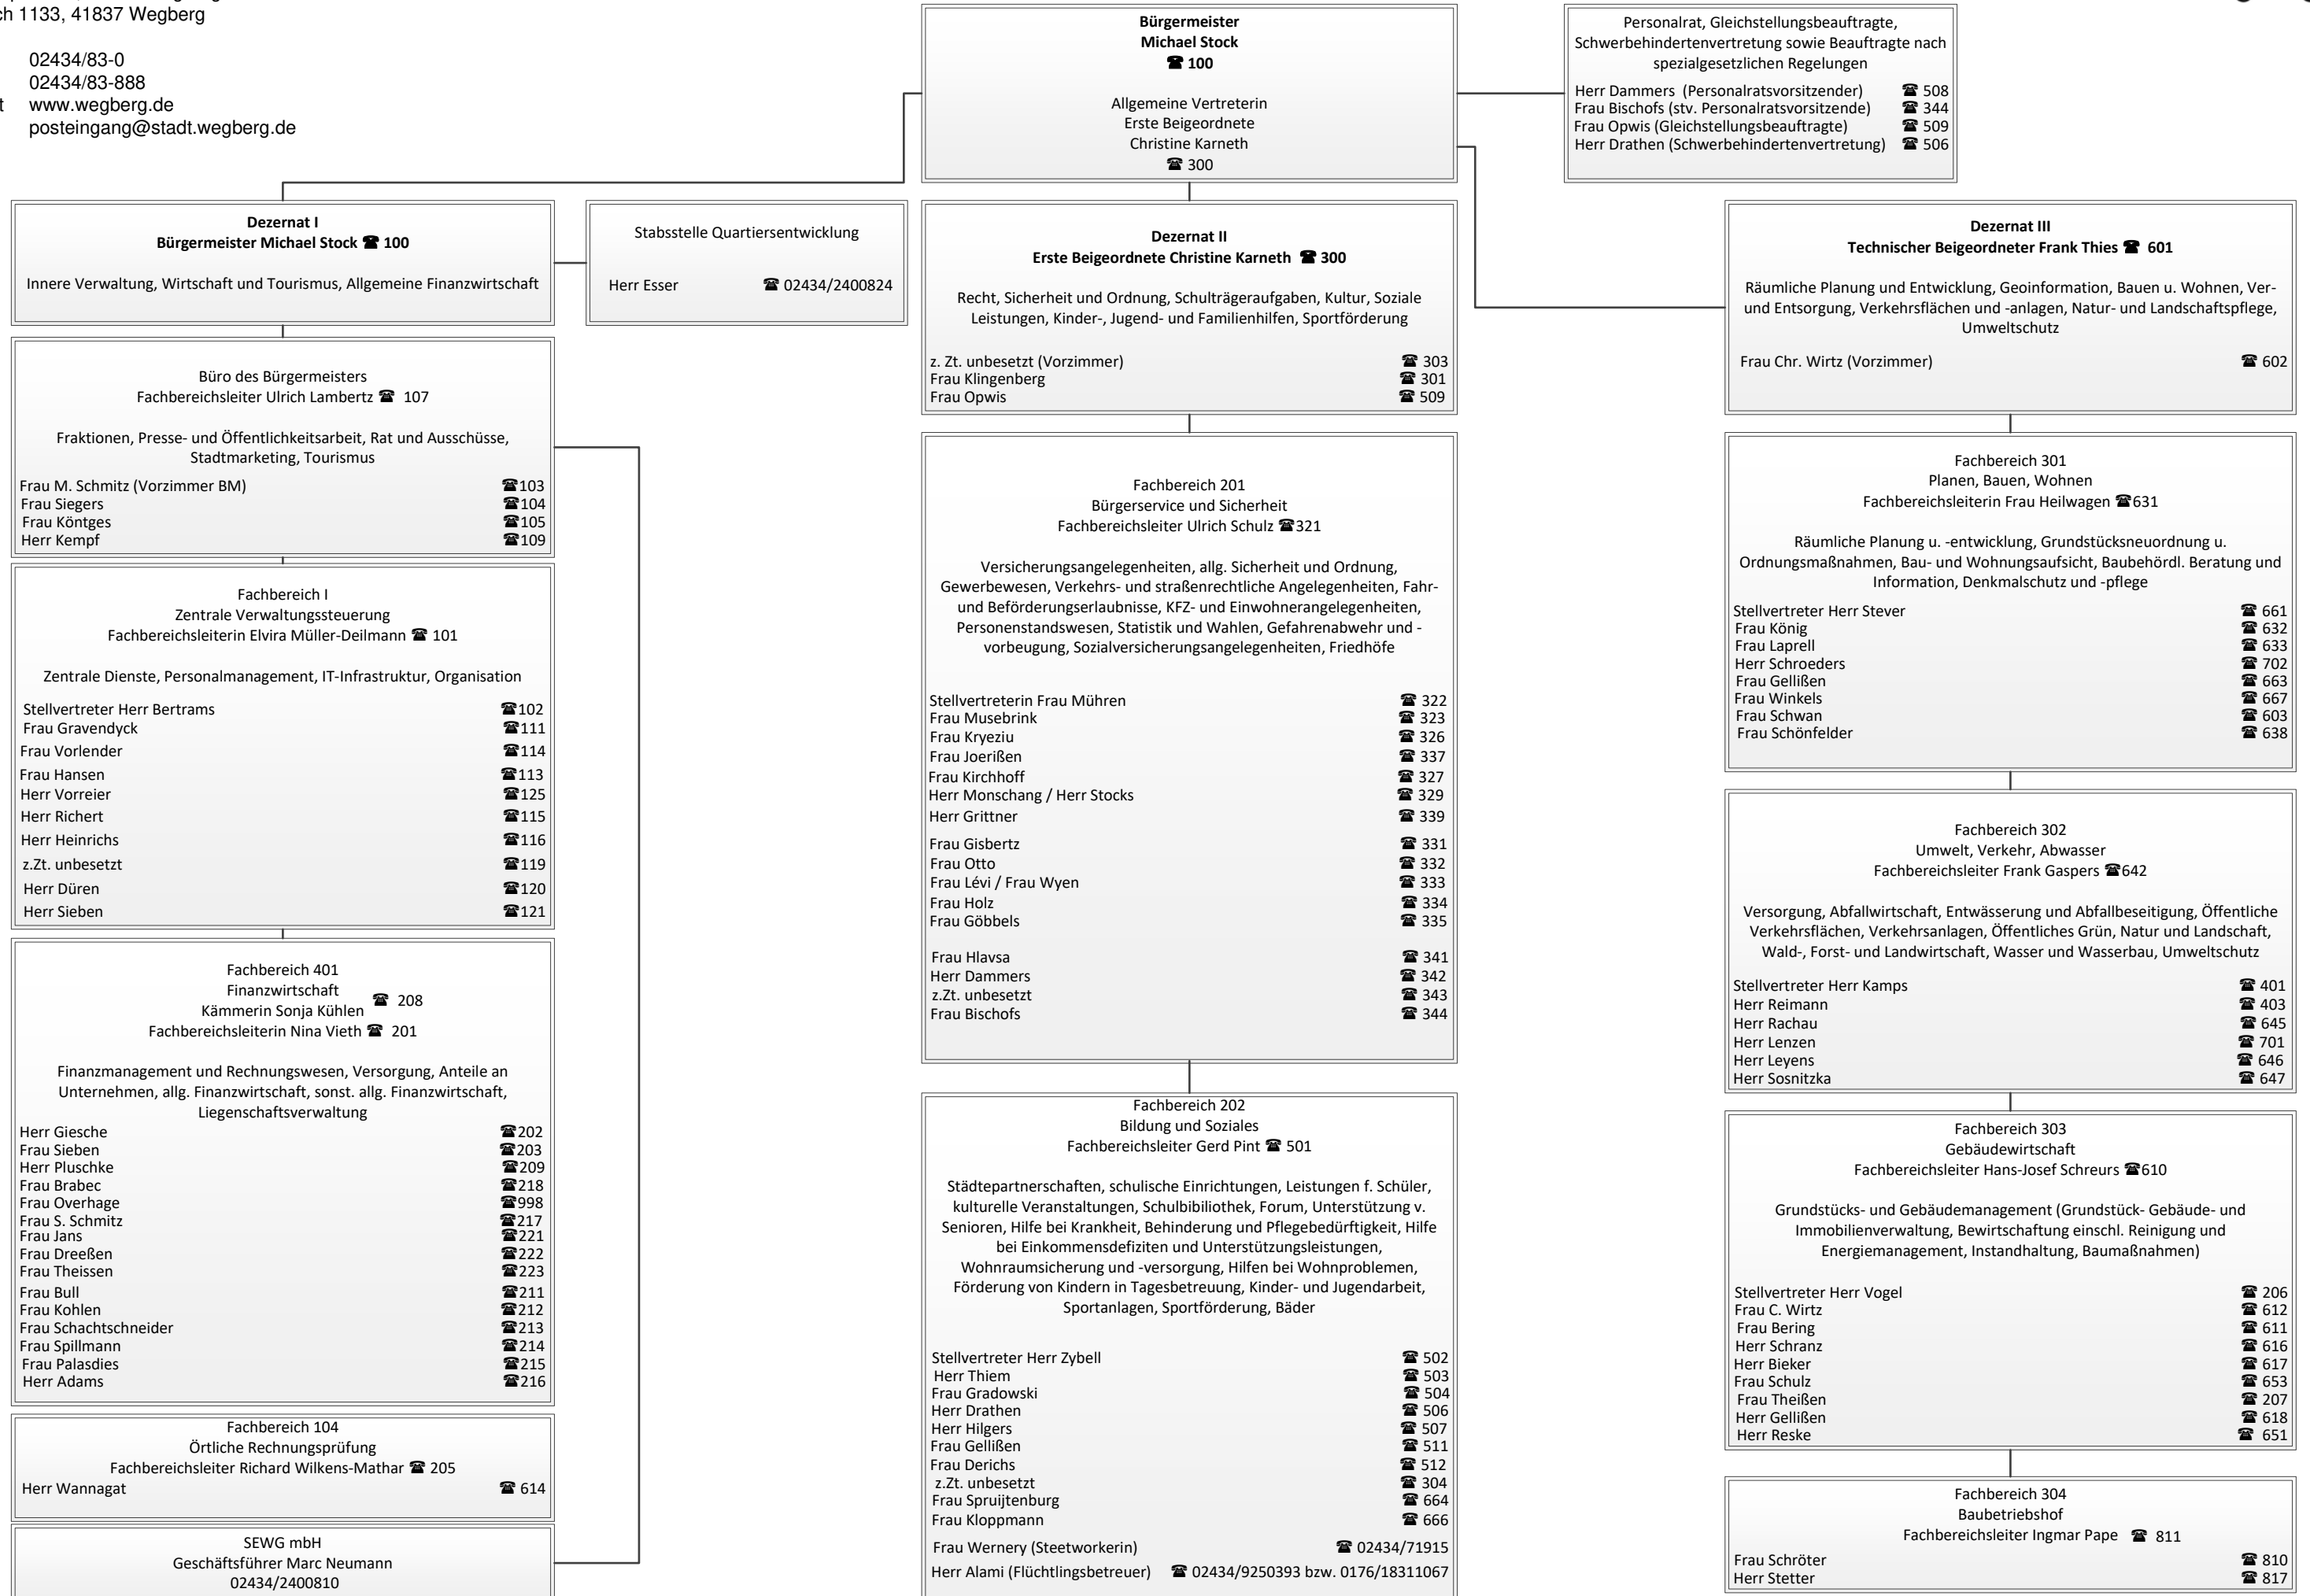 1133, 41837 Wegberg
02434/83-0
02434/83-888
www.wegberg.de
posteingang@stadt.wegberg.de
Bürgermeister
Michael Stock
☎ 100
Allgemeine Vertreterin
Erste Beigeordnete
Christine Karneth
☎ 300
Personalrat, Gleichstellungsbeauftragte,
Schwerbehindertenvertretung sowie Beauftragte nach
spezialgesetzlichen Regelungen
Herr Dammers (Personalratsvorsitzender) ☎ 508
Frau Bischofs (stv. Personalratsvorsitzende) ☎ 344
Frau Opwis (Gleichstellungsbeauftragte) ☎ 509
Herr Drathen (Schwerbehindertenvertretung) ☎ 506
Dezernat I
Bürgermeister Michael Stock ☎ 100
Innere Verwaltung, Wirtschaft und Tourismus, Allgemeine Finanzwirtschaft
Stabsstelle Quartiersentwicklung
Herr Esser ☎ 02434/2400824
Büro des Bürgermeisters
Fachbereichsleiter Ulrich Lambertz ☎ 107
Fraktionen, Presse- und Öffentlichkeitsarbeit, Rat und Ausschüsse,
Stadtmarketing, Tourismus
Frau M. Schmitz (Vorzimmer BM) ☎103
Frau Siegers ☎104
Frau Köntges ☎105
Herr Kempf ☎109
Fachbereich I
Zentrale Verwaltungssteuerung
Fachbereichsleiterin Elvira Müller-Deilmann ☎ 101
Zentrale Dienste, Personalmanagement, IT-Infrastruktur, Organisation
Stellvertreter Herr Bertrams ☎102
Frau Gravendyck ☎111
Frau Vorlender ☎114
Frau Hansen ☎113
Herr Vorreier ☎125
Herr Richert ☎115
Herr Heinrichs ☎116
z.Zt. unbesetzt ☎119
Herr Düren ☎120
Herr Sieben ☎121
Fachbereich 401
Finanzwirtschaft
Kämmerin Sonja Kühlen ☎ 208
Fachbereichsleiterin Nina Vieth ☎ 201
Finanzmanagement und Rechnungswesen, Versorgung, Anteile an
Unternehmen, allg. Finanzwirtschaft, sonst. allg. Finanzwirtschaft,
Liegenschaftsverwaltung
Herr Giesche ☎202
Frau Sieben ☎203
Herr Pluschke ☎209
Frau Brabec ☎218
Frau Overhage ☎998
Frau S. Schmitz ☎217
Frau Jans ☎221
Frau Dreeßen ☎222
Frau Theissen ☎223
Frau Bull ☎211
Frau Kohlen ☎212
Frau Schachtschneider ☎213
Frau Spillmann ☎214
Frau Palasdies ☎215
Herr Adams ☎216
Fachbereich 104
Örtliche Rechnungsprüfung
Fachbereichsleiter Richard Wilkens-Mathar ☎ 205
Herr Wannagat ☎ 614
SEWG mbH
Geschäftsführer Marc Neumann
02434/2400810
Dezernat II
Erste Beigeordnete Christine Karneth ☎ 300
Recht, Sicherheit und Ordnung, Schulträgeraufgaben, Kultur, Soziale
Leistungen, Kinder-, Jugend- und Familienhilfen, Sportförderung
z. Zt. unbesetzt (Vorzimmer) ☎ 303
Frau Klingenberg ☎ 301
Frau Opwis ☎ 509
Fachbereich 201
Bürgerservice und Sicherheit
Fachbereichsleiter Ulrich Schulz ☎321
Versicherungsangelegenheiten, allg. Sicherheit und Ordnung,
Gewerbewesen, Verkehrs- und straßenrechtliche Angelegenheiten, Fahr-
und Beförderungserlaubnisse, KFZ- und Einwohnerangelegenheiten,
Personenstandswesen, Statistik und Wahlen, Gefahrenabwehr und -
vorbeugung, Sozialversicherungsangelegenheiten, Friedhöfe
Stellvertreterin Frau Mühren ☎ 322
Frau Musebrink ☎ 323
Frau Kryeziu ☎ 326
Frau Joerißen ☎ 337
Frau Kirchhoff ☎ 327
Herr Monschang / Herr Stocks ☎ 329
Herr Grittner ☎ 339
Frau Gisbertz ☎ 331
Frau Otto ☎ 332
Frau Lévi / Frau Wyen ☎ 333
Frau Holz ☎ 334
Frau Göbbels ☎ 335
Frau Hlavsa ☎ 341
Herr Dammers ☎ 342
z.Zt. unbesetzt ☎ 343
Frau Bischofs ☎ 344
Fachbereich 202
Bildung und Soziales
Fachbereichsleiter Gerd Pint ☎ 501
Städtepartnerschaften, schulische Einrichtungen, Leistungen f. Schüler,
kulturelle Veranstaltungen, Schulbibiliothek, Forum, Unterstützung v.
Senioren, Hilfe bei Krankheit, Behinderung und Pflegebedürftigkeit, Hilfe
bei Einkommensdefiziten und Unterstützungsleistungen,
Wohnraumsicherung und -versorgung, Hilfen bei Wohnproblemen,
Förderung von Kindern in Tagesbetreuung, Kinder- und Jugendarbeit,
Sportanlagen, Sportförderung, Bäder
Stellvertreter Herr Zybell ☎ 502
Herr Thiem ☎ 503
Frau Gradowski ☎ 504
Herr Drathen ☎ 506
Herr Hilgers ☎ 507
Frau Gellißen ☎ 511
Frau Derichs ☎ 512
z.Zt. unbesetzt ☎ 304
Frau Spruijtenburg ☎ 664
Frau Kloppmann ☎ 666
Frau Wernery (Steetworkerin) ☎ 02434/71915
Herr Alami (Flüchtlingsbetreuer) ☎ 02434/9250393 bzw. 0176/18311067
Dezernat III
Technischer Beigeordneter Frank Thies ☎ 601
Räumliche Planung und Entwicklung, Geoinformation, Bauen u. Wohnen, Ver-
und Entsorgung, Verkehrsflächen und -anlagen, Natur- und Landschaftspflege,
Umweltschutz
Frau Chr. Wirtz (Vorzimmer) ☎ 602
Fachbereich 301
Planen, Bauen, Wohnen
Fachbereichsleiterin Frau Heilwagen ☎631
Räumliche Planung u. -entwicklung, Grundstücksneuordnung u.
Ordnungsmaßnahmen, Bau- und Wohnungsaufsicht, Baubehördl. Beratung und
Information, Denkmalschutz und -pflege
Stellvertreter Herr Stever ☎ 661
Frau König ☎ 632
Frau Laprell ☎ 633
Herr Schroeders ☎ 702
Frau Gellißen ☎ 663
Frau Winkels ☎ 667
Frau Schwan ☎ 603
Frau Schönfelder ☎ 638
Fachbereich 302
Umwelt, Verkehr, Abwasser
Fachbereichsleiter Frank Gaspers ☎642
Versorgung, Abfallwirtschaft, Entwässerung und Abfallbeseitigung, Öffentliche
Verkehrsflächen, Verkehrsanlagen, Öffentliches Grün, Natur und Landschaft,
Wald-, Forst- und Landwirtschaft, Wasser und Wasserbau, Umweltschutz
Stellvertreter Herr Kamps ☎ 401
Herr Reimann ☎ 403
Herr Rachau ☎ 645
Herr Lenzen ☎ 701
Herr Leyens ☎ 646
Herr Sosnitzka ☎ 647
Fachbereich 303
Gebäudewirtschaft
Fachbereichsleiter Hans-Josef Schreurs ☎610
Grundstücks- und Gebäudemanagement (Grundstück- Gebäude- und
Immobilienverwaltung, Bewirtschaftung einschl. Reinigung und
Energiemanagement, Instandhaltung, Baumaßnahmen)
Stellvertreter Herr Vogel ☎ 206
Frau C. Wirtz ☎ 612
Frau Bering ☎ 611
Herr Schranz ☎ 616
Herr Bieker ☎ 617
Frau Schulz ☎ 653
Frau Theißen ☎ 207
Herr Gellißen ☎ 618
Herr Reske ☎ 651
Fachbereich 304
Baubetriebshof
Fachbereichsleiter Ingmar Pape ☎ 811
Frau Schröter ☎ 810
Herr Stetter ☎ 817